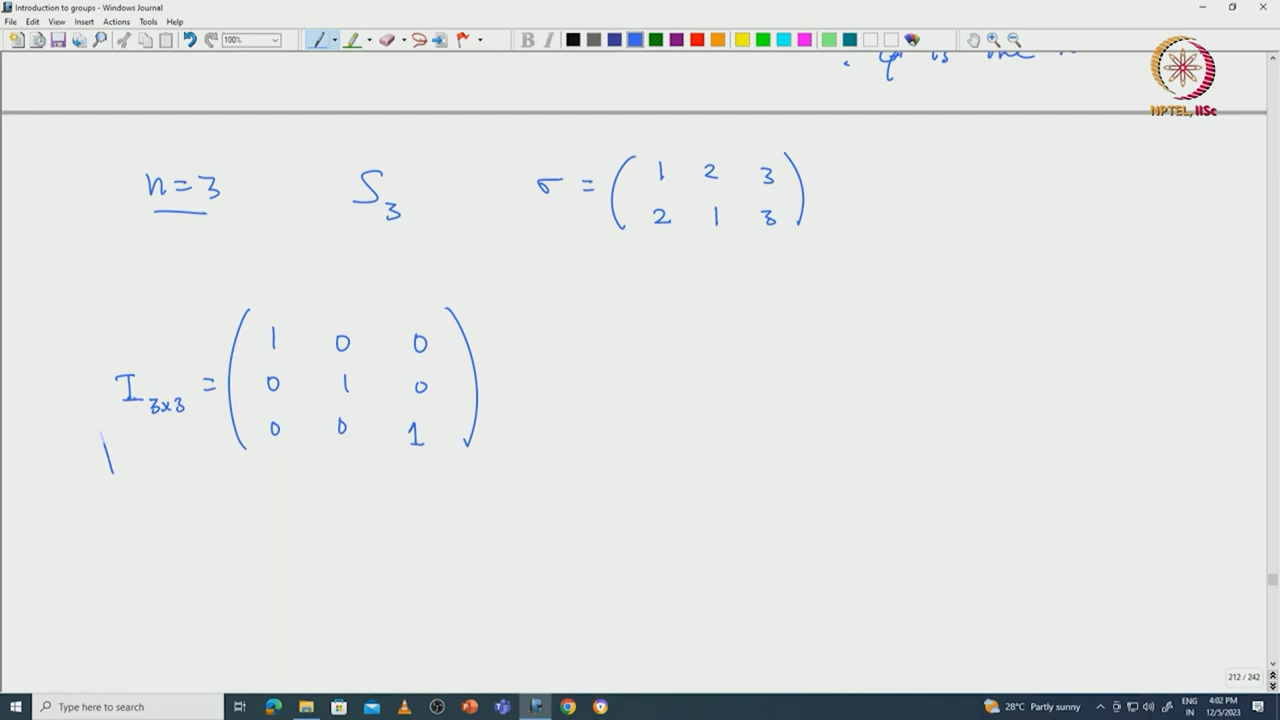 Introduction to groups - Windows Journal
File Edit View Insert Actions Tools Help
100%
B I
is the
NPTEL, IISc
n=3 S₃ σ = ( 1 2 3
2 1 3 )
I₃ₓ₃ = ( 1 0 0
0 1 0
0 0 1 )
212 / 242
Type here to search
28°C Partly sunny
ENG
IN
4:02 PM
12/5/2023